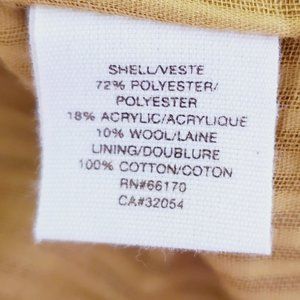 SHELL/VESTE
72% POLYESTER/
POLYESTER
18% ACRYLIC/ACRYLIQUE
10% WOOL/LAINE
LINING/DOUBLURE
100% COTTON/COTON
RN#66170
CA#32054